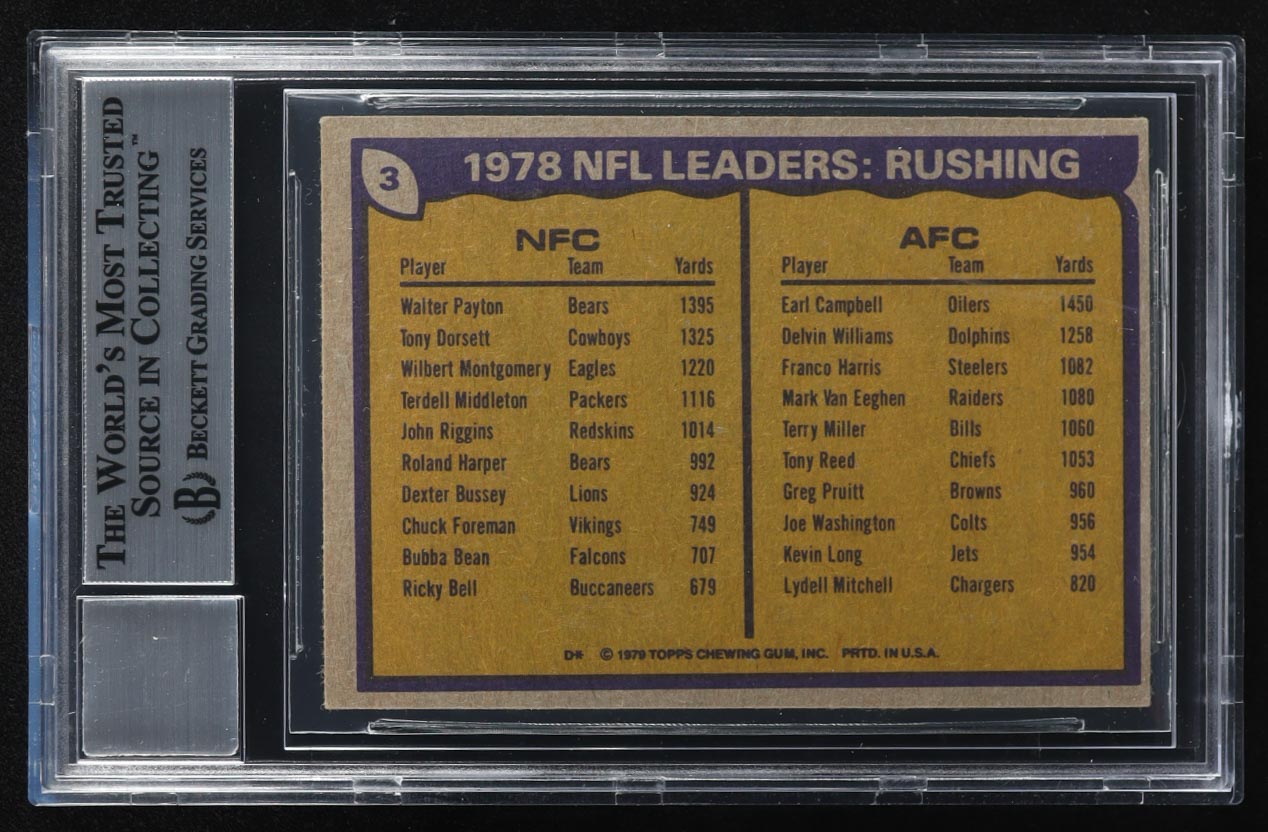 THE WORLD'S MOST TRUSTED
SOURCE IN COLLECTING™
B BECKETT GRADING SERVICES
3 1978 NFL LEADERS: RUSHING
NFC
Player Team Yards
Walter Payton Bears 1395
Tony Dorsett Cowboys 1325
Wilbert Montgomery Eagles 1220
Terdell Middleton Packers 1116
John Riggins Redskins 1014
Roland Harper Bears 992
Dexter Bussey Lions 924
Chuck Foreman Vikings 749
Bubba Bean Falcons 707
Ricky Bell Buccaneers 679
AFC
Player Team Yards
Earl Campbell Oilers 1450
Delvin Williams Dolphins 1258
Franco Harris Steelers 1082
Mark Van Eeghen Raiders 1080
Terry Miller Bills 1060
Tony Reed Chiefs 1053
Greg Pruitt Browns 960
Joe Washington Colts 956
Kevin Long Jets 954
Lydell Mitchell Chargers 820
D* © 1979 TOPPS CHEWING GUM, INC. PRTD. IN U.S.A.